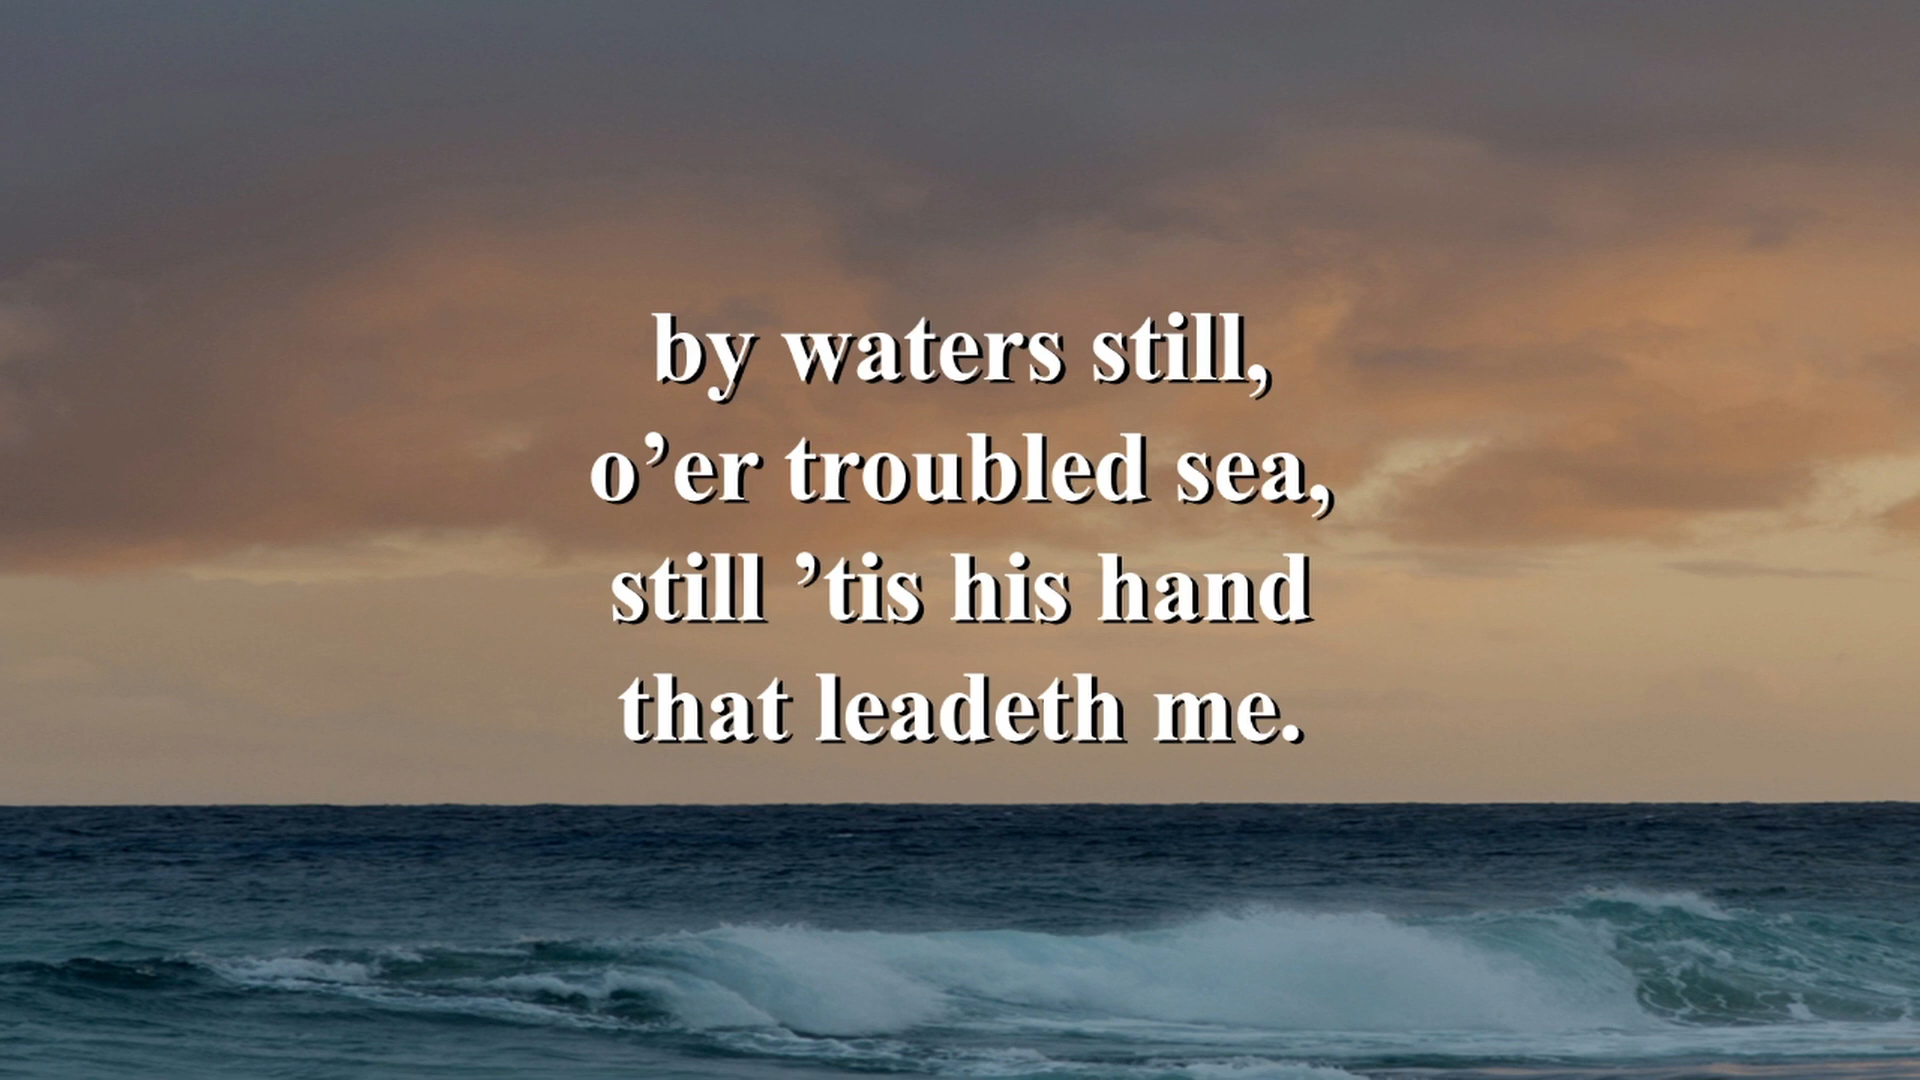 by waters still,
o’er troubled sea,
still ’tis his hand
that leadeth me.